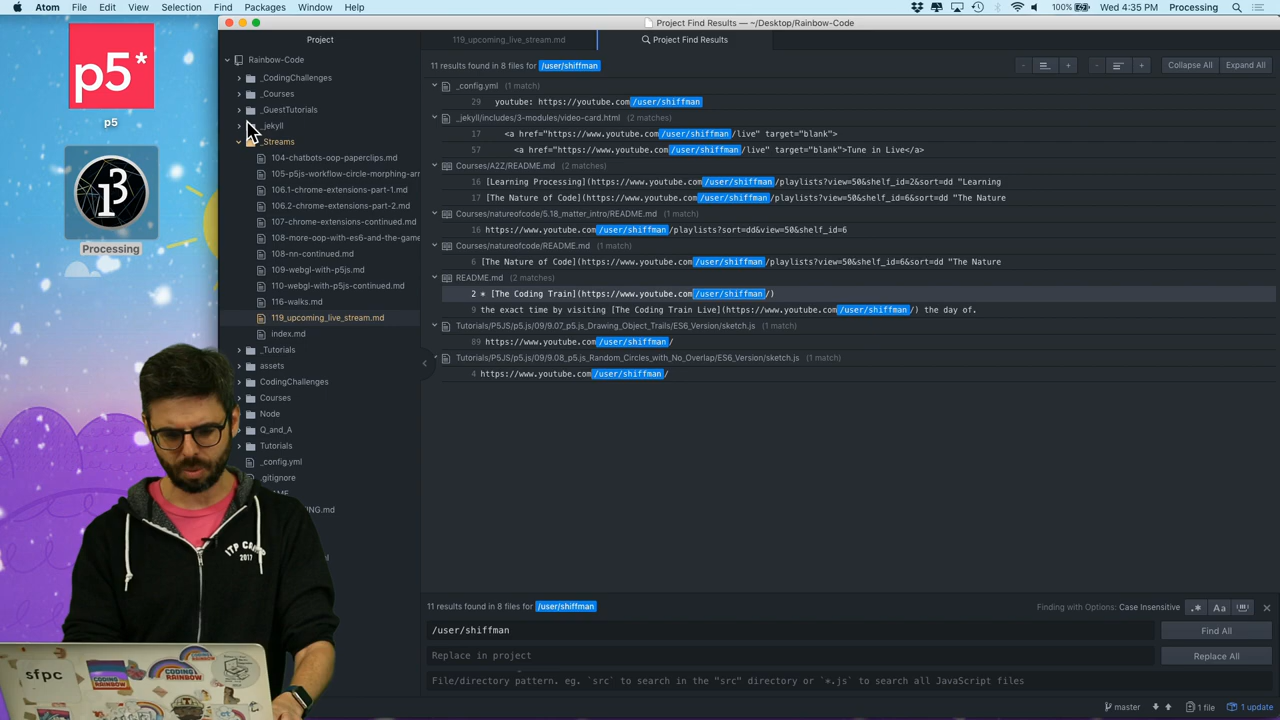 Atom File Edit View Selection Find Packages Window Help 100% Wed 4:35 PM Processing
Project Find Results — ~/Desktop/Rainbow-Code
Project
119_upcoming_live_stream.md
Project Find Results
Rainbow-Code
_CodingChallenges
_Courses
_GuestTutorials
_jekyll
_Streams
104-chatbots-oop-paperclips.md
105-p5js-workflow-circle-morphing-arr
106.1-chrome-extensions-part-1.md
106.2-chrome-extensions-part-2.md
107-chrome-extensions-continued.md
108-more-oop-with-es6-and-the-game
108-nn-continued.md
109-webgl-with-p5js.md
110-webgl-with-p5js-continued.md
116-walks.md
119_upcoming_live_stream.md
index.md
_Tutorials
assets
CodingChallenges
Courses
Node
Q_and_A
Tutorials
_config.yml
.gitignore
11 results found in 8 files for /user/shiffman
Collapse All Expand All
_config.yml (1 match)
29 youtube: https://youtube.com/user/shiffman
_jekyll/includes/3-modules/video-card.html (2 matches)
17 <a href="https://www.youtube.com/user/shiffman/live" target="blank">
57 <a href="https://www.youtube.com/user/shiffman/live" target="blank">Tune in Live</a>
Courses/A2Z/README.md (2 matches)
16 [Learning Processing](https://www.youtube.com/user/shiffman/playlists?view=50&shelf_id=2&sort=dd "Learning
17 [The Nature of Code](https://www.youtube.com/user/shiffman/playlists?view=50&shelf_id=6&sort=dd "The Nature
Courses/natureofcode/5.18_matter_intro/README.md (1 match)
16 https://www.youtube.com/user/shiffman/playlists?sort=dd&view=50&shelf_id=6
Courses/natureofcode/README.md (1 match)
6 [The Nature of Code](https://www.youtube.com/user/shiffman/playlists?view=50&shelf_id=6&sort=dd "The Nature
README.md (2 matches)
2 * [The Coding Train](https://www.youtube.com/user/shiffman/)
9 the exact time by visiting [The Coding Train Live](https://www.youtube.com/user/shiffman/) the day of.
Tutorials/P5JS/p5.js/09/9.07_p5.js_Drawing_Object_Trails/ES6_Version/sketch.js (1 match)
89 https://www.youtube.com/user/shiffman/
Tutorials/P5JS/p5.js/09/9.08_p5.js_Random_Circles_with_No_Overlap/ES6_Version/sketch.js (1 match)
4 https://www.youtube.com/user/shiffman/
11 results found in 8 files for /user/shiffman
Finding with Options: Case Insensitive .* Aa
/user/shiffman
Find All
Replace in project
Replace All
File/directory pattern. eg. `src` to search in the "src" directory or *.js` to search all JavaScript files
master 1 file 1 update
p5*
p5
Processing
ITP CAMP
2017
sfpc
CODING
RAINBOW